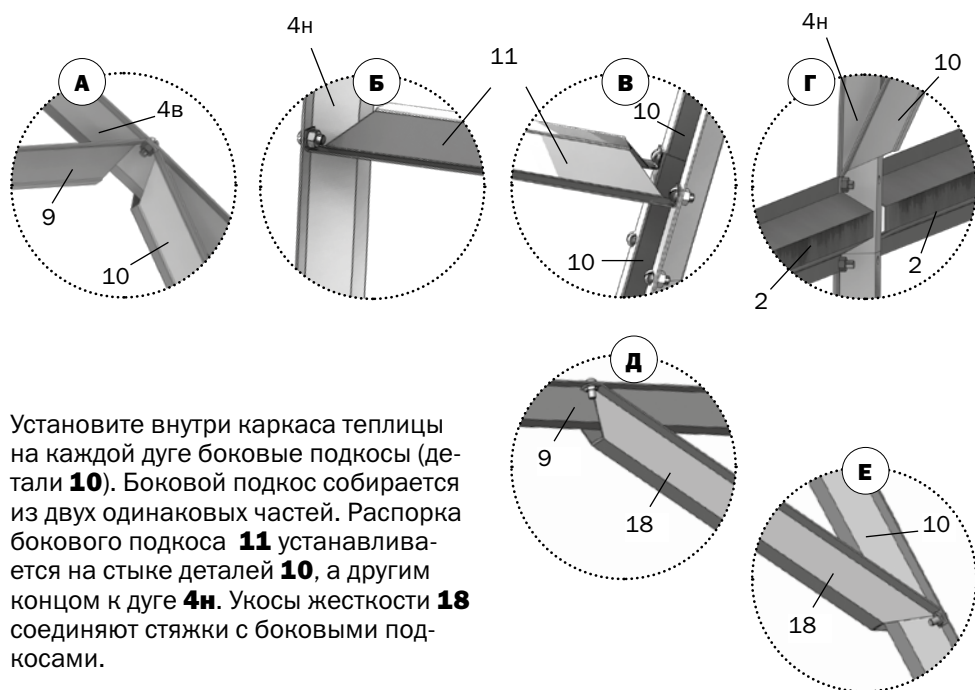 4н
11
4н
10
А
Б
В
Г
4в
10
9
10
10
2
2
Д
9
18
Е
10
18
Установите внутри каркаса теплицы
на каждой дуге боковые подкосы (де-
тали 10). Боковой подкос собирается
из двух одинаковых частей. Распорка
бокового подкоса 11 устанавлива-
ется на стыке деталей 10, а другим
концом к дуге 4н. Укосы жесткости 18
соединяют стяжки с боковыми под-
косами.